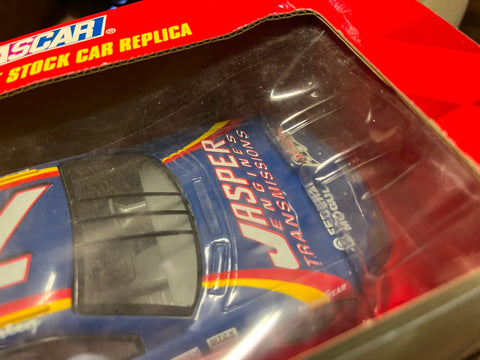 ASCAR®
STOCK CAR REPLICA
JASPER
ENGINES
TRANSMISSIONS
FEDERAL
MOGUL